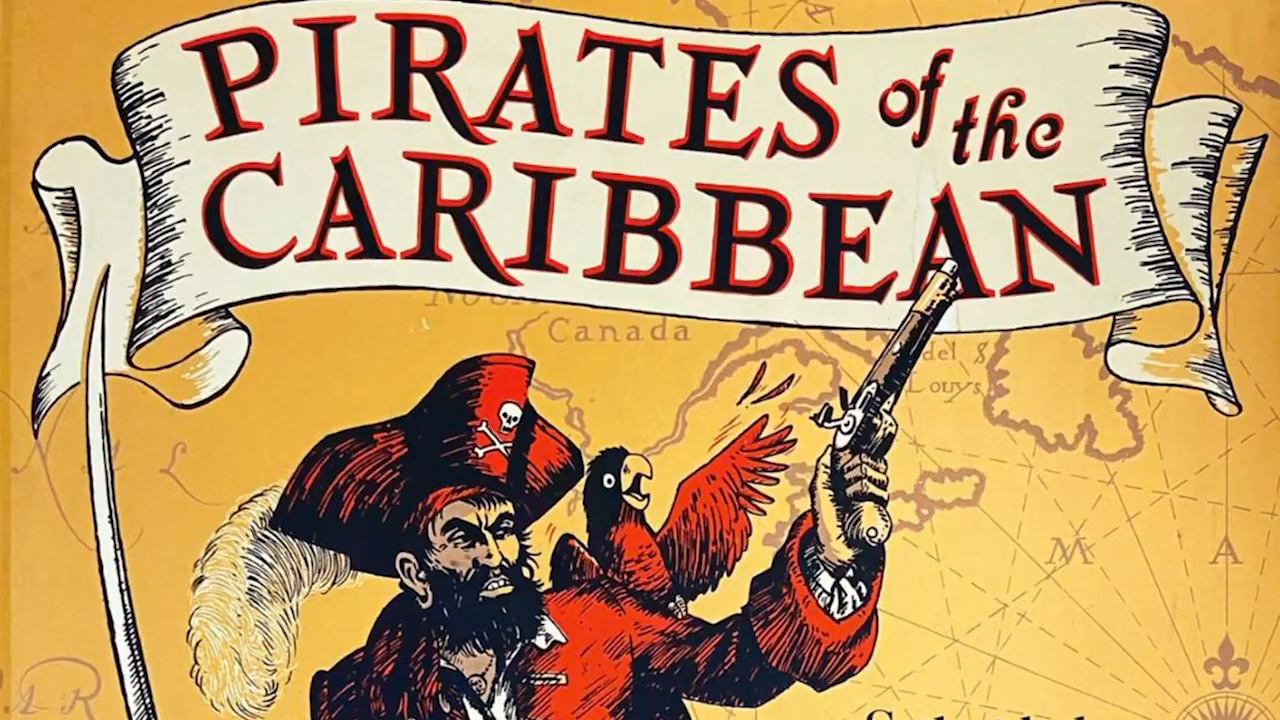 PIRATES of the
CARIBBEAN
Canada
del S
Louys
M A